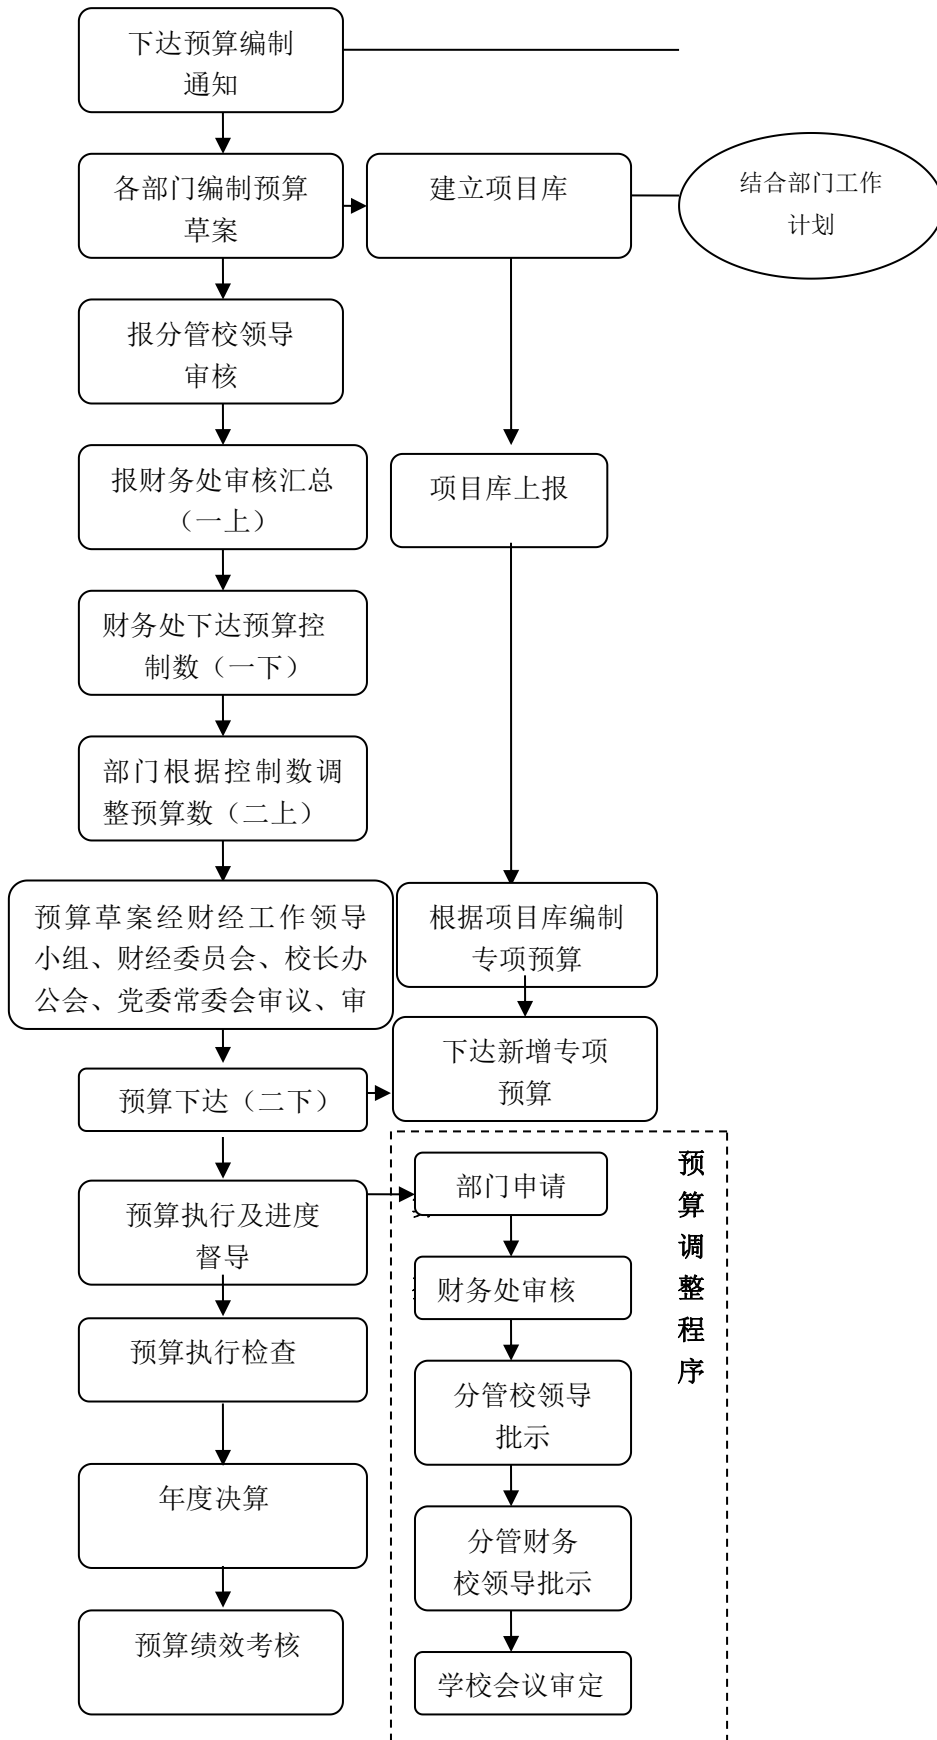 下达预算编制
通知
各部门编制预算
草案
建立项目库
结合部门工作
计划
报分管校领导
审核
报财务处审核汇总
（一上）
项目库上报
财务处下达预算控
制数（一下）
部门根据控制数调
整预算数（二上）
预算草案经财经工作领导
小组、财经委员会、校长办
公会、党委常委会审议、审
根据项目库编制
专项预算
下达新增专项
预算
预算下达（二下）
预算执行及进度
督导
预算执行检查
年度决算
预算绩效考核
部门申请
财务处审核
分管校领导
批示
分管财务
校领导批示
学校会议审定
预
算
调
整
程
序